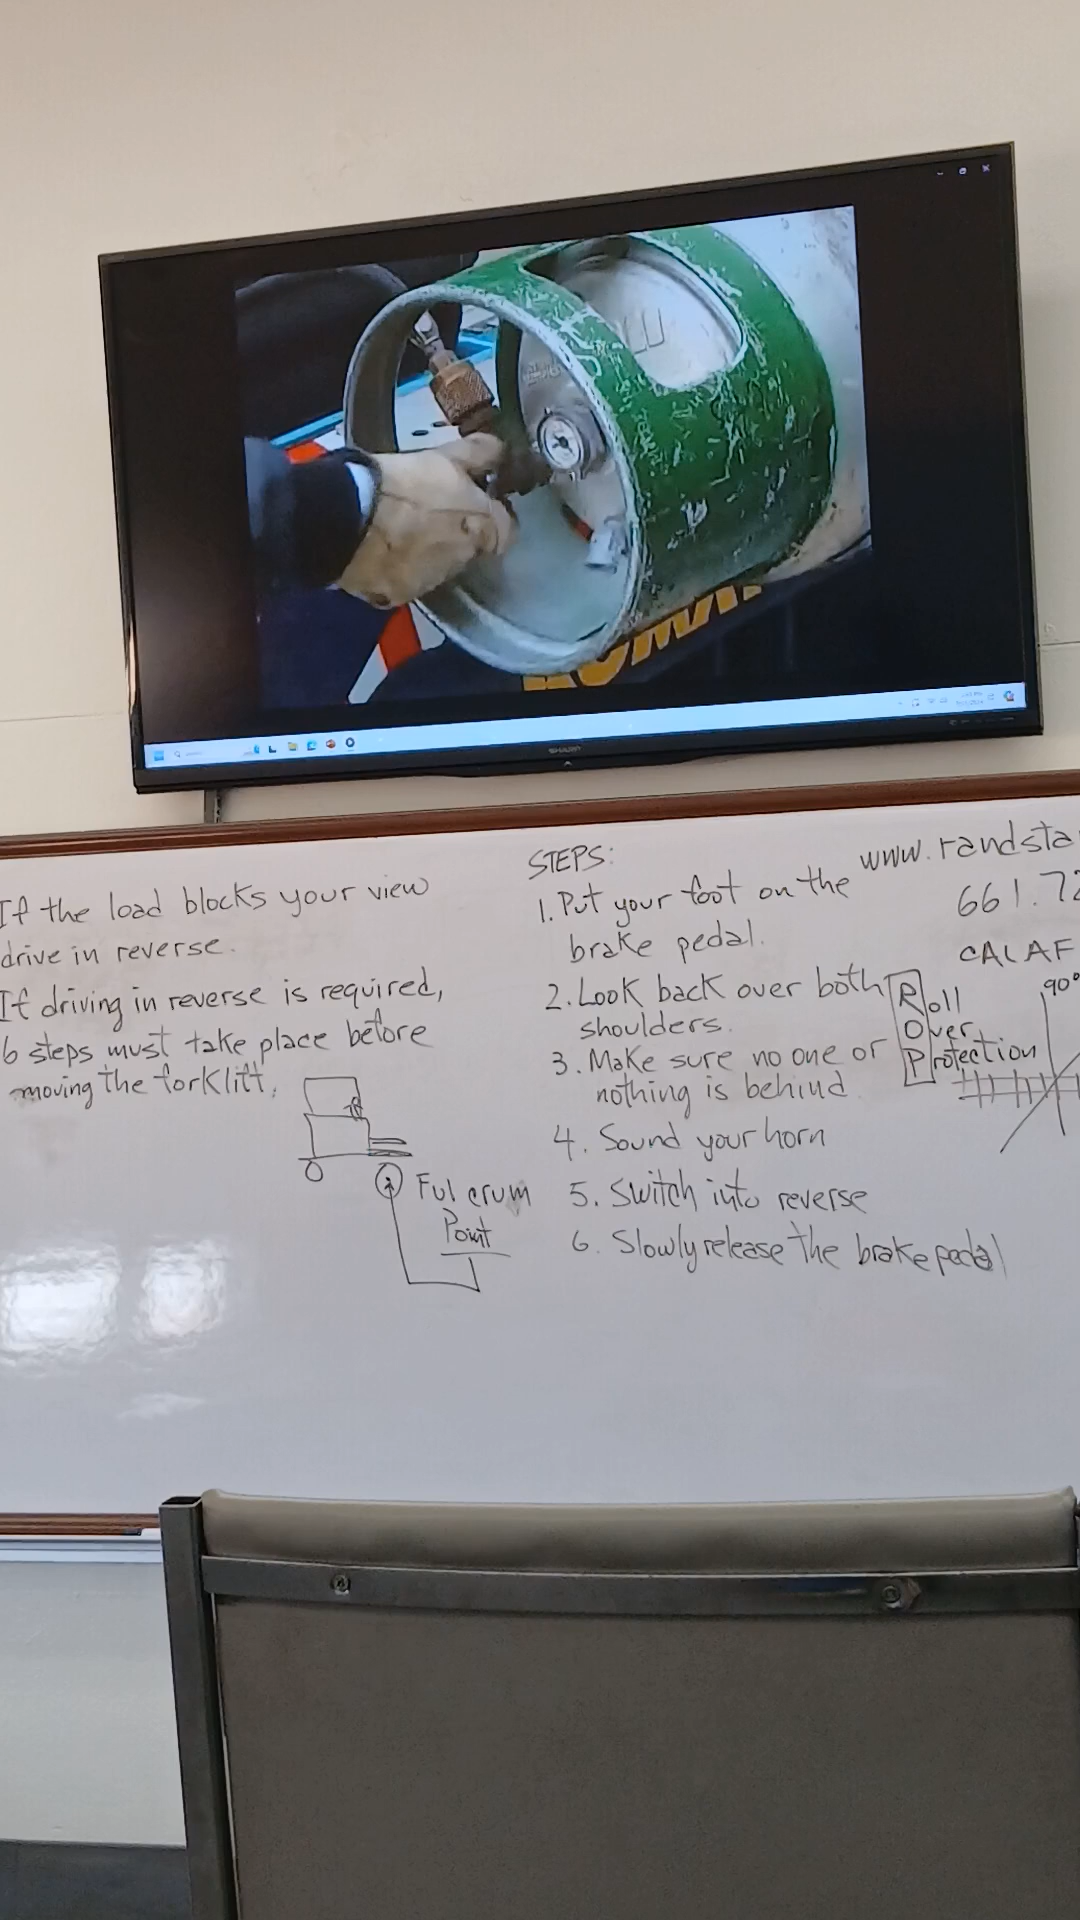 SHARP
If the load blocks your view
drive in reverse.
If driving in reverse is required,
6 steps must take place before
moving the forklift.
Fulcrum
Point
STEPS:
1. Put your foot on the
brake pedal.
2. Look back over both
shoulders.
3. Make sure no one or
nothing is behind.
4. Sound your horn
5. Switch into reverse
6. Slowly release the brake pedal
www.randsta
661.72
CALAF
Roll
Over
Protection
90°